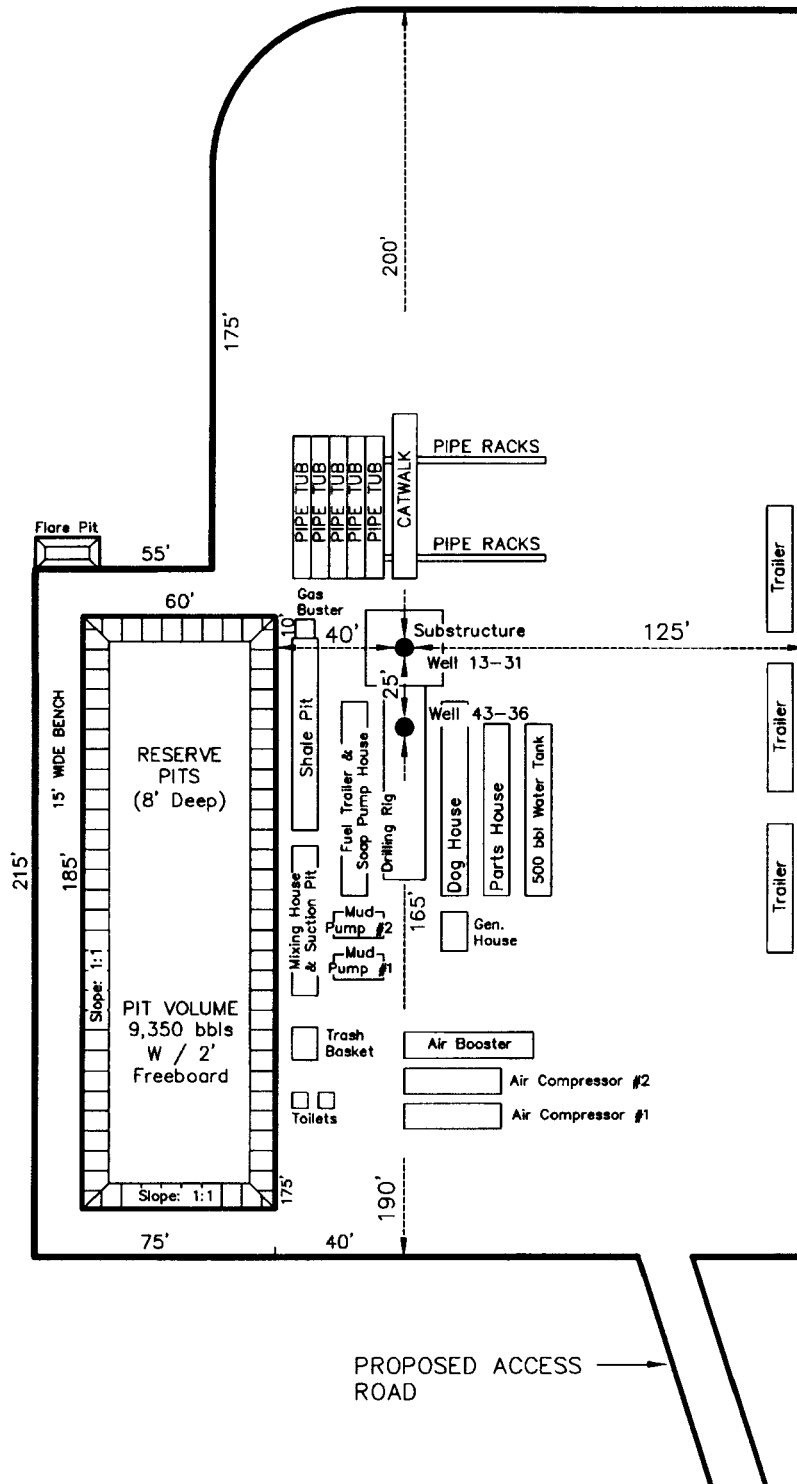 200'
175'
PIPE TUB
PIPE TUB
PIPE TUB
PIPE TUB
PIPE TUB
CATWALK
PIPE RACKS
PIPE RACKS
Flare Pit
55'
Trailer
60'
Gas
Buster
10'
40'
Substructure
125'
Well 13-31
25'
Well 43-36
15' WIDE BENCH
RESERVE
PITS
(8' Deep)
Shale Pit
Fuel Trailer &
Soap Pump House
Drilling Rig
Dog House
Parts House
500 bbl Water Tank
Trailer
215'
185'
Mixing House
& Suction Pit
Mud
Pump #2
Mud
Pump #1
165'
Gen.
House
Trailer
Slope: 1:1
PIT VOLUME
9,350 bbls
W / 2'
Freeboard
Trash
Basket
Air Booster
Air Compressor #2
Toilets
Air Compressor #1
Slope: 1:1
175'
190'
75'
40'
PROPOSED ACCESS
ROAD